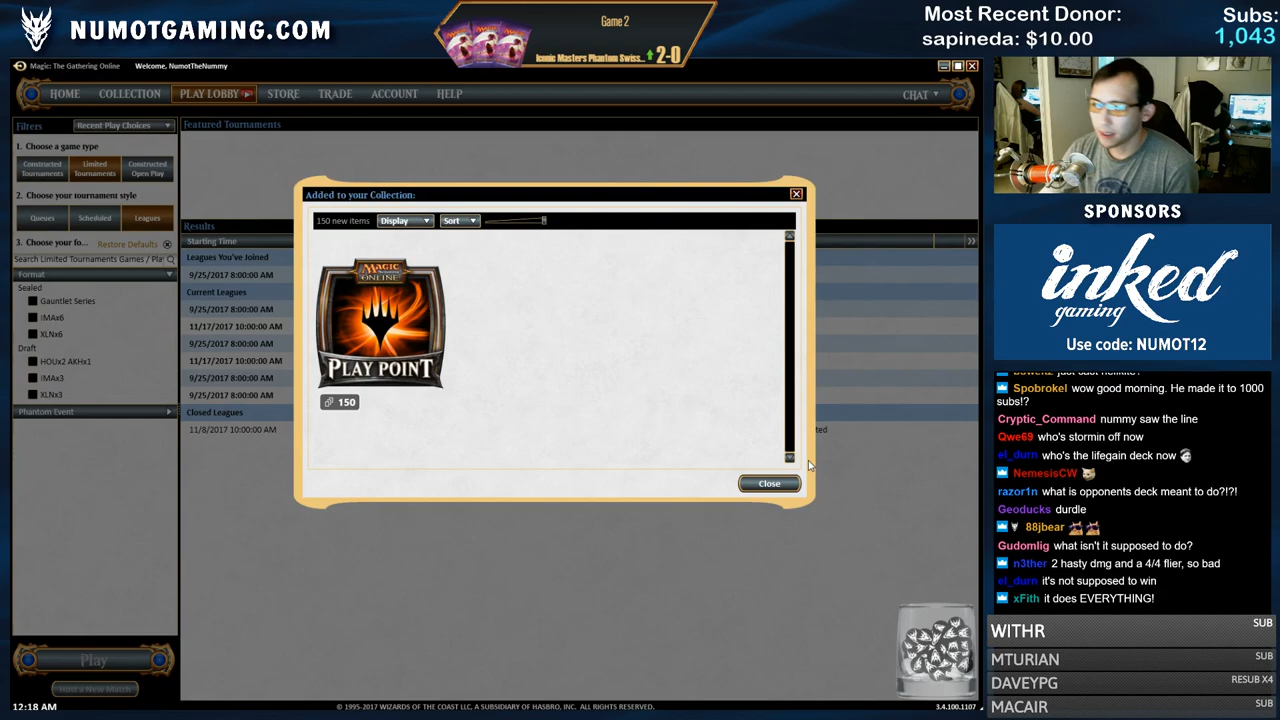 NUMOTGAMING.COM
Game 2
Iconic Masters Phantom Swiss... 2-0
Most Recent Donor:
sapineda: $10.00
Subs:
1,043
Magic: The Gathering Online Welcome, NumotTheNummy
HOME COLLECTION PLAY LOBBY STORE TRADE ACCOUNT HELP CHAT
Filters Recent Play Choices
1. Choose a game type
Constructed Tournaments
Limited Tournaments
Constructed Open Play
2. Choose your tournament style
Queues Scheduled Leagues
3. Choose your fo... Restore Defaults
Search Limited Tournaments Games / Play
Format
Sealed
Gauntlet Series
IMAx6
XLNx6
Draft
HOUx2 AKHx1
IMAx3
XLNx3
Phantom Event
Play
Host a New Match
12:18 AM
Featured Tournaments
Results
Starting Time
Leagues You've Joined
9/25/2017 8:00:00 AM
Current Leagues
9/25/2017 8:00:00 AM
11/17/2017 10:00:00 AM
9/25/2017 8:00:00 AM
11/17/2017 10:00:00 AM
9/25/2017 8:00:00 AM
9/25/2017 8:00:00 AM
Closed Leagues
11/8/2017 10:00:00 AM
Added to your Collection:
150 new items Display Sort
MAGIC
ONLINE
PLAY POINT
150
Close
© 1995-2017 WIZARDS OF THE COAST LLC, A SUBSIDIARY OF HASBRO, INC. ALL RIGHTS RESERVED.
3.4.100.1107
SPONSORS
inked
gaming
Use code: NUMOT12
Spobrokel wow good morning. He made it to 1000
subs!?
Cryptic_Command nummy saw the line
Qwe69 who's stormin off now
el_durn who's the lifegain deck now
NemesisCW
razor1n what is opponents deck meant to do?!?!
Geoducks durdle
88jbear
Gudomlig what isn't it supposed to do?
n3ther 2 hasty dmg and a 4/4 flier, so bad
el_durn it's not supposed to win
xFith it does EVERYTHING!
WITHR SUB
MTURIAN SUB
DAVEYPG RESUB X4
MACAIR SUB